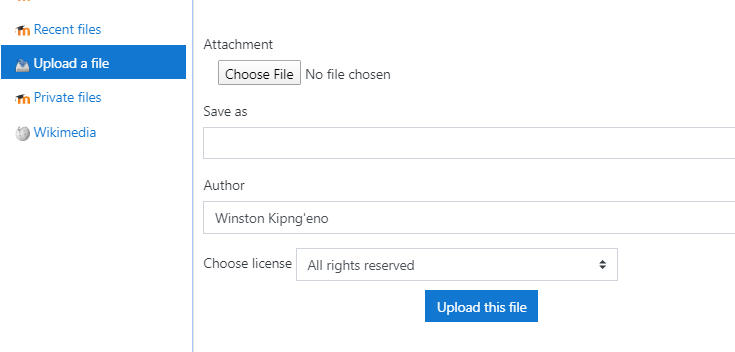 Recent files
Upload a file
Private files
Wikimedia
Attachment
Choose File No file chosen
Save as
Author
Winston Kipng'eno
Choose license All rights reserved
Upload this file